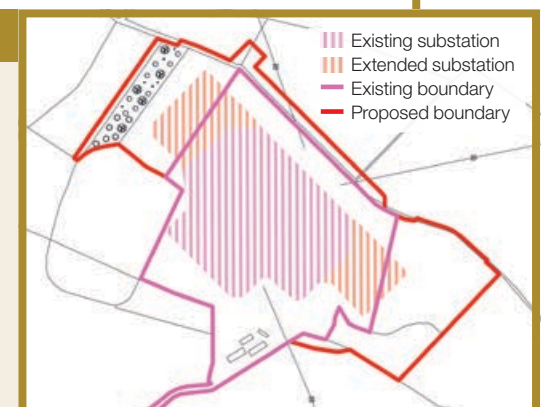 Existing substation
Extended substation
Existing boundary
Proposed boundary